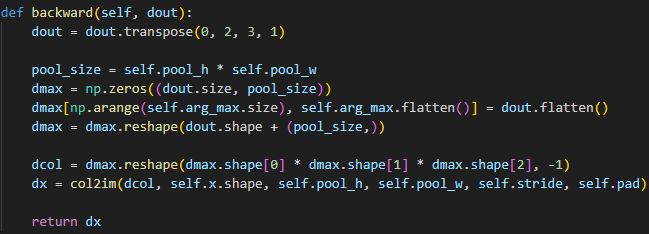 def backward(self, dout):
dout = dout.transpose(0, 2, 3, 1)
pool_size = self.pool_h * self.pool_w
dmax = np.zeros((dout.size, pool_size))
dmax[np.arange(self.arg_max.size), self.arg_max.flatten()] = dout.flatten()
dmax = dmax.reshape(dout.shape + (pool_size,))
dcol = dmax.reshape(dmax.shape[0] * dmax.shape[1] * dmax.shape[2], -1)
dx = col2im(dcol, self.x.shape, self.pool_h, self.pool_w, self.stride, self.pad)
return dx